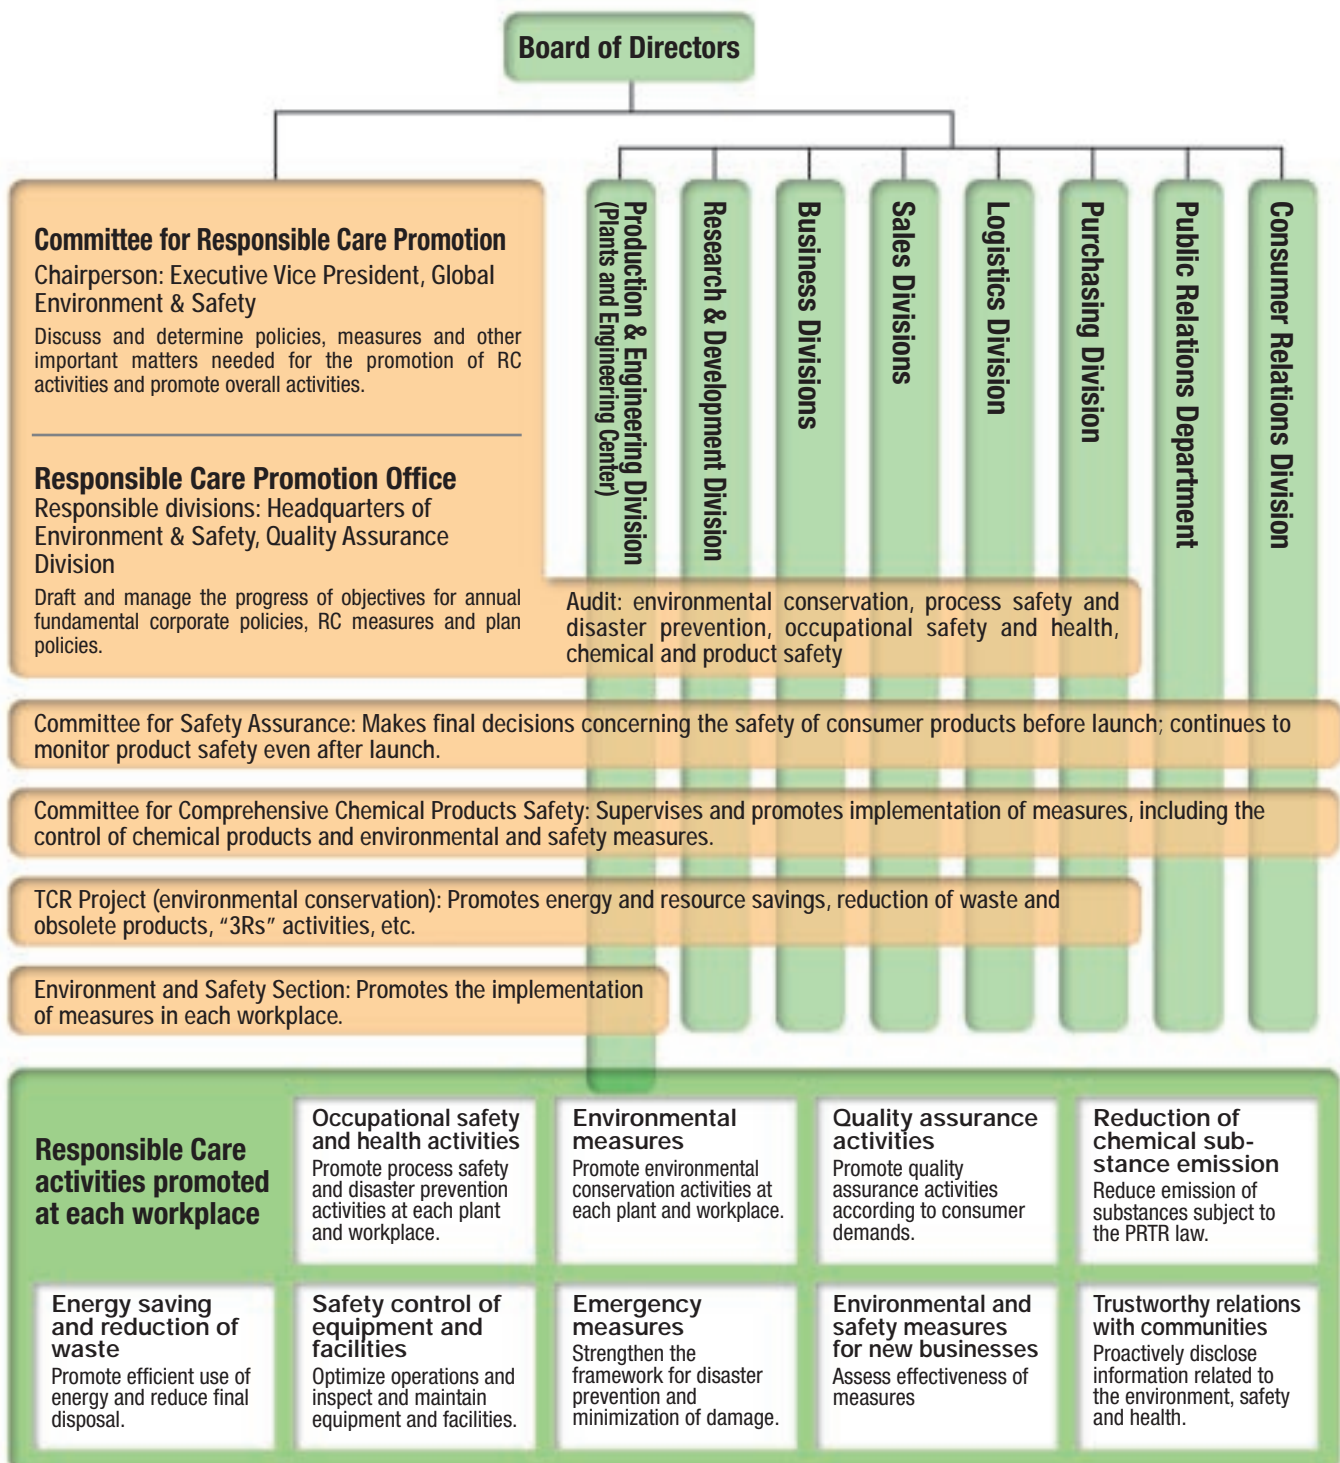 Board of Directors
Committee for Responsible Care Promotion
Chairperson: Executive Vice President, Global
Environment & Safety
Discuss and determine policies, measures and other
important matters needed for the promotion of RC
activities and promote overall activities.
Responsible Care Promotion Office
Responsible divisions: Headquarters of
Environment & Safety, Quality Assurance
Division
Draft and manage the progress of objectives for annual
fundamental corporate policies, RC measures and plan
policies.
Production & Engineering Division
(Plants and Engineering Center)
Research & Development Division
Business Divisions
Sales Divisions
Logistics Division
Purchasing Division
Public Relations Department
Consumer Relations Division
Audit: environmental conservation, process safety and
disaster prevention, occupational safety and health,
chemical and product safety
Committee for Safety Assurance: Makes final decisions concerning the safety of consumer products before launch; continues to
monitor product safety even after launch.
Committee for Comprehensive Chemical Products Safety: Supervises and promotes implementation of measures, including the
control of chemical products and environmental and safety measures.
TCR Project (environmental conservation): Promotes energy and resource savings, reduction of waste and
obsolete products, “3Rs” activities, etc.
Environment and Safety Section: Promotes the implementation
of measures in each workplace.
Responsible Care
activities promoted
at each workplace
Occupational safety
and health activities
Promote process safety
and disaster prevention
activities at each plant
and workplace.
Environmental
measures
Promote environmental
conservation activities at
each plant and workplace.
Quality assurance
activities
Promote quality
assurance activities
according to consumer
demands.
Reduction of
chemical sub-
stance emission
Reduce emission of
substances subject to
the PRTR law.
Energy saving
and reduction of
waste
Promote efficient use of
energy and reduce final
disposal.
Safety control of
equipment and
facilities
Optimize operations and
inspect and maintain
equipment and facilities.
Emergency
measures
Strengthen the
framework for disaster
prevention and
minimization of damage.
Environmental and
safety measures
for new businesses
Assess effectiveness of
measures
Trustworthy relations
with communities
Proactively disclose
information related to
the environment, safety
and health.